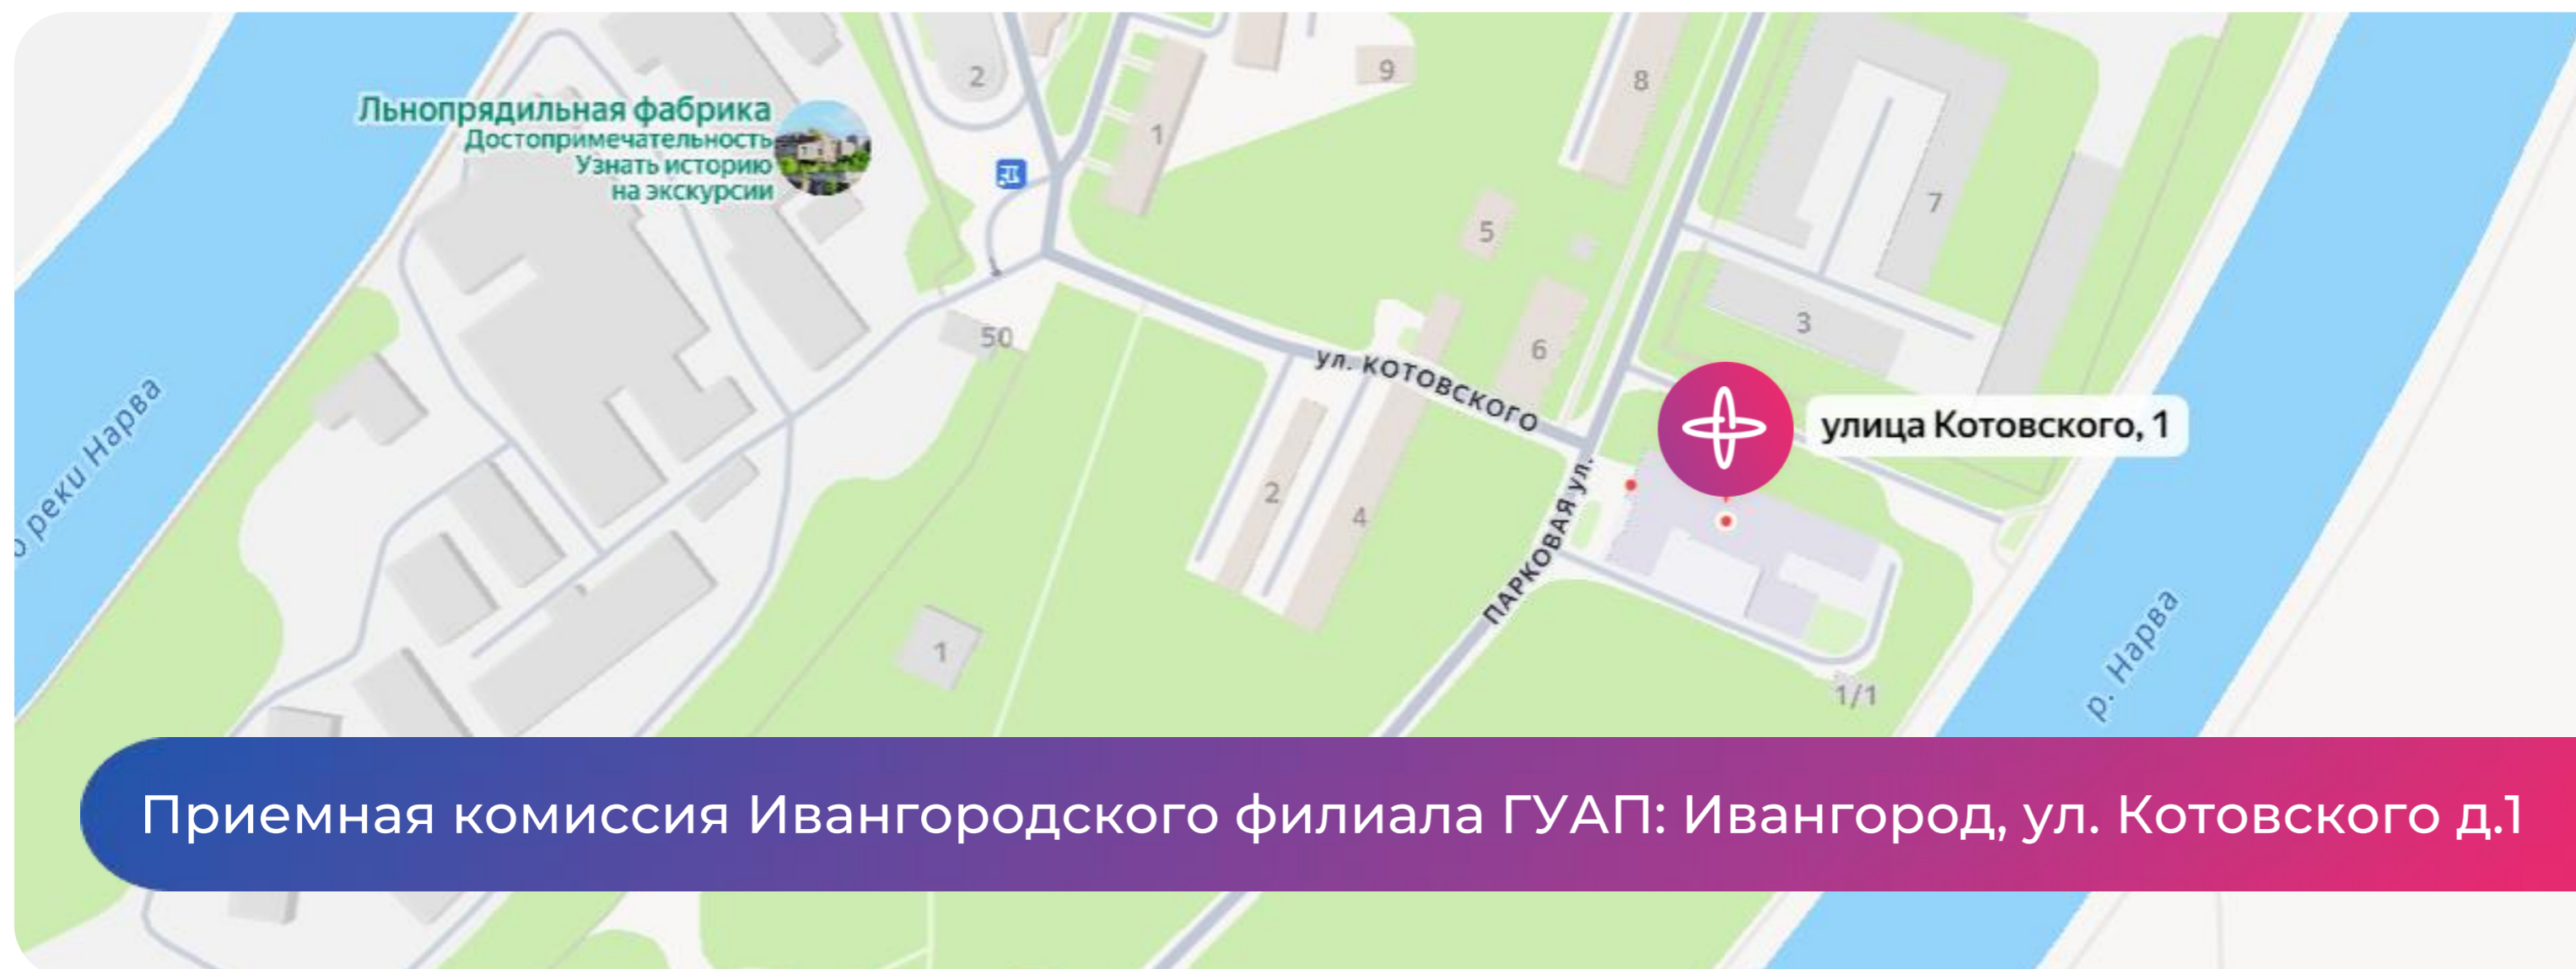 2
9
8
Льнопрядильная фабрика
Достопримечательность
Узнать историю
на экскурсии
1
7
5
3
50
6
ул. КОТОВСКОГО
улица Котовского, 1
реки Нарва
2
4
ПАРКОВАЯ ул.
1
р. Нарва
1/1
Приемная комиссия Ивангородского филиала ГУАП: Ивангород, ул. Котовского д.1